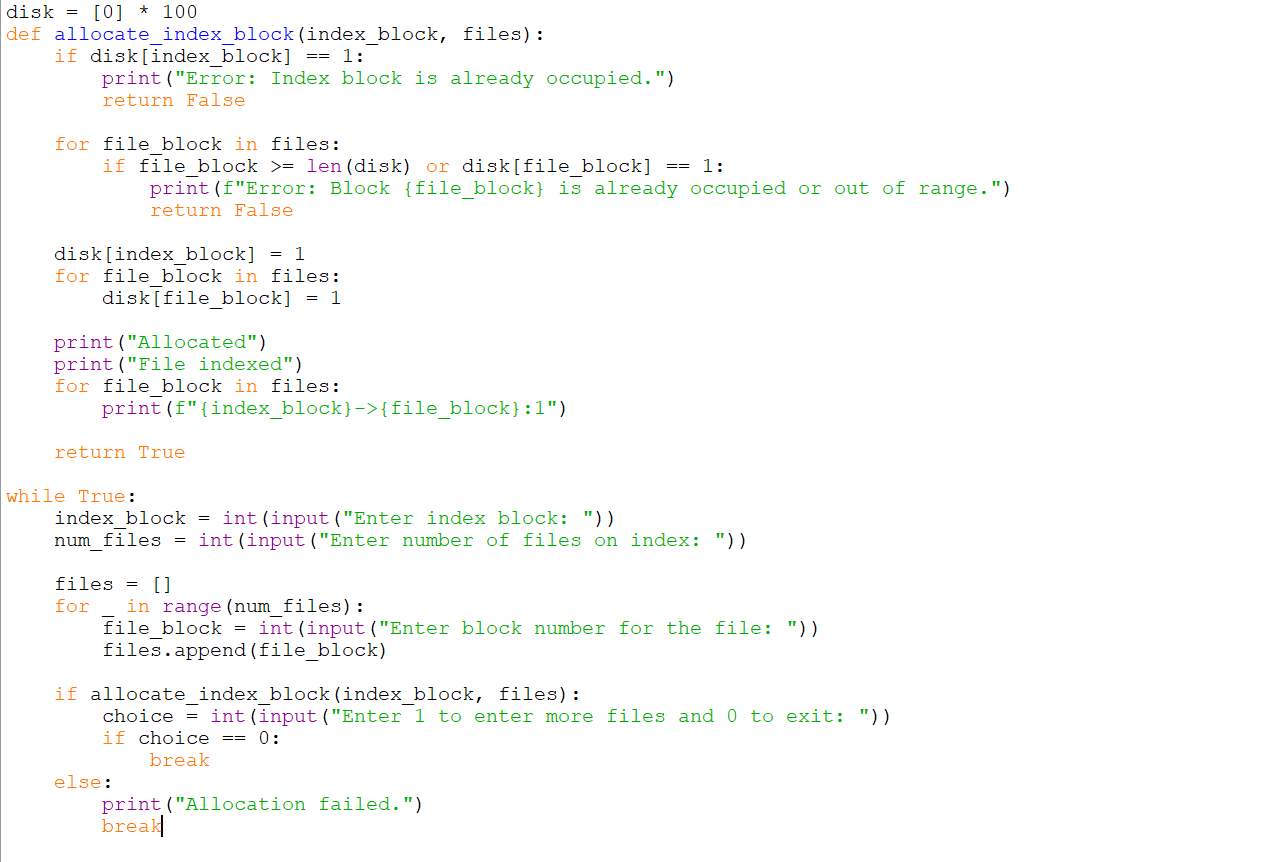 disk = [0] * 100
def allocate_index_block(index_block, files):
    if disk[index_block] == 1:
        print("Error: Index block is already occupied.")
        return False

    for file_block in files:
        if file_block >= len(disk) or disk[file_block] == 1:
            print(f"Error: Block {file_block} is already occupied or out of range.")
            return False

    disk[index_block] = 1
    for file_block in files:
        disk[file_block] = 1

    print("Allocated")
    print("File indexed")
    for file_block in files:
        print(f"{index_block}->{file_block}:1")

    return True

while True:
    index_block = int(input("Enter index block: "))
    num_files = int(input("Enter number of files on index: "))

    files = []
    for _ in range(num_files):
        file_block = int(input("Enter block number for the file: "))
        files.append(file_block)

    if allocate_index_block(index_block, files):
        choice = int(input("Enter 1 to enter more files and 0 to exit: "))
        if choice == 0:
            break
    else:
        print("Allocation failed.")
        break